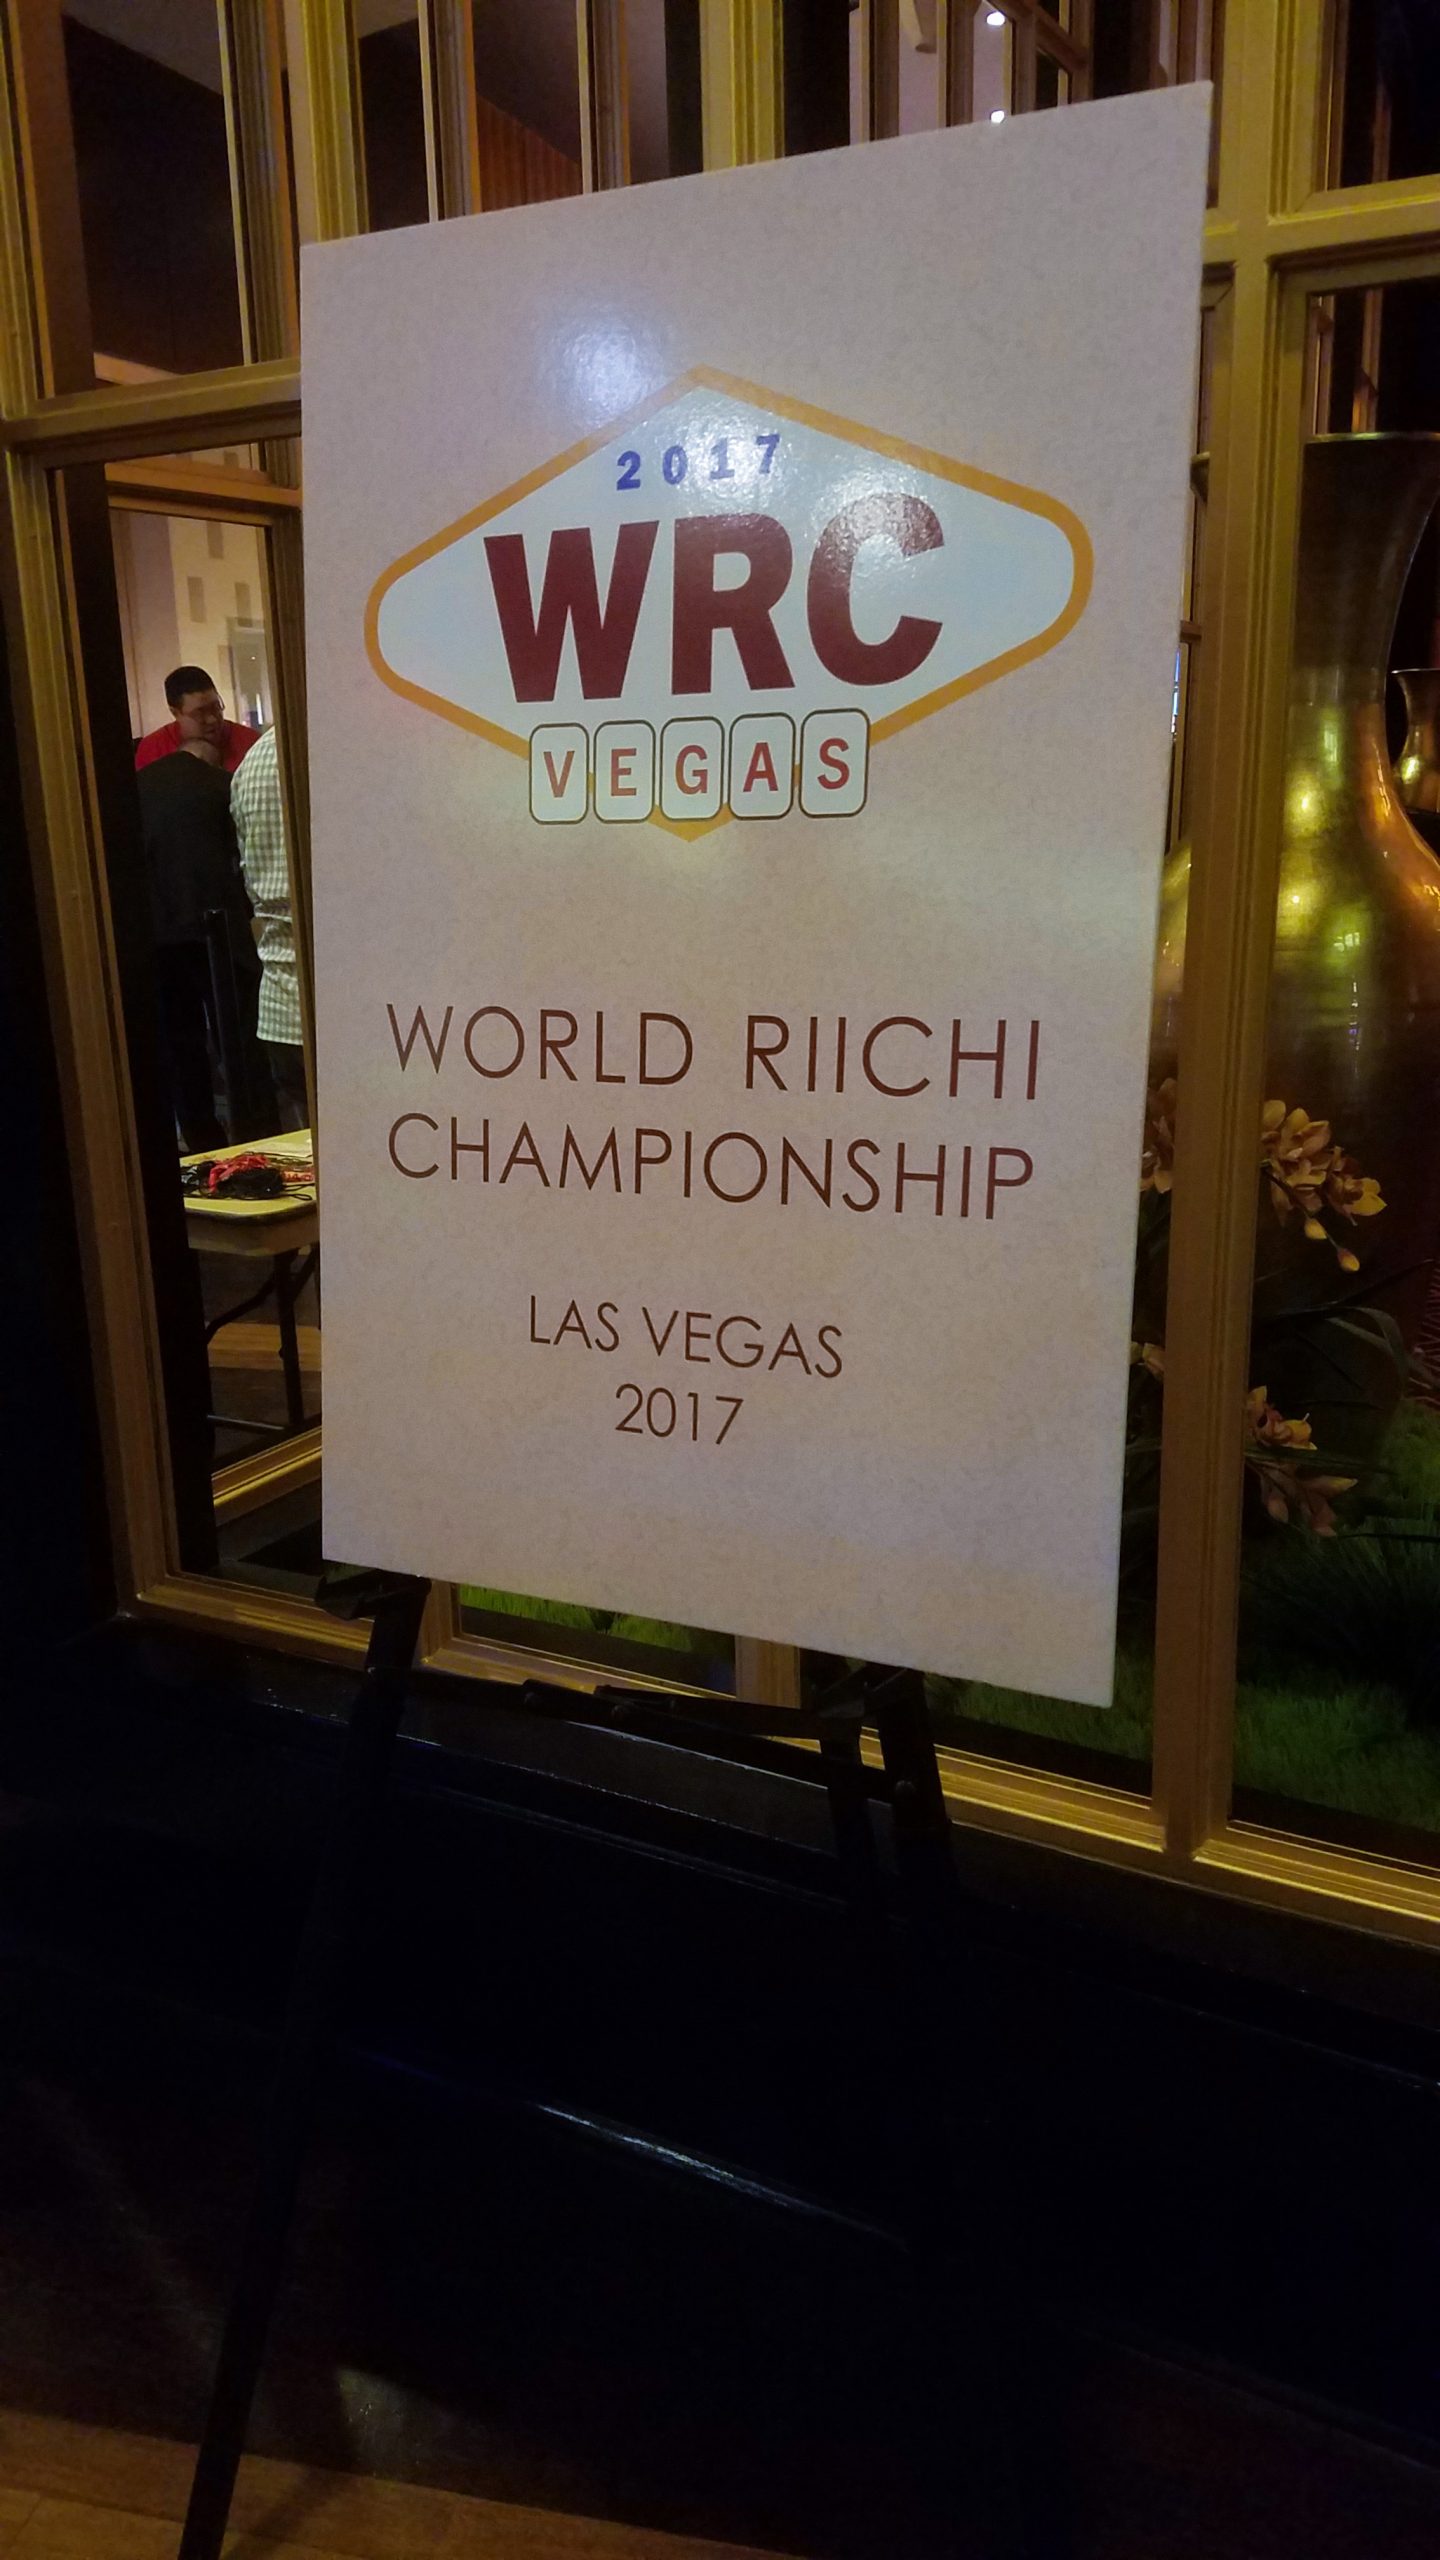 2017
WRC
VEGAS
WORLD RIICHI
CHAMPIONSHIP
LAS VEGAS
2017